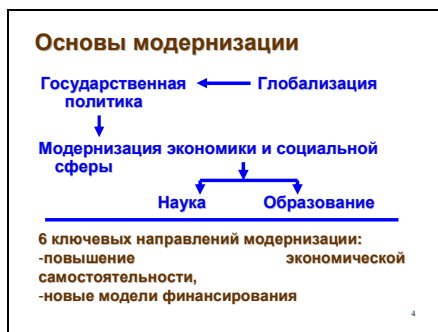 Основы модернизации
Государственная Глобализация
политика
Модернизация экономики и социальной
сферы
Наука Образование
6 ключевых направлений модернизации:
-повышение экономической
самостоятельности,
-новые модели финансирования
4